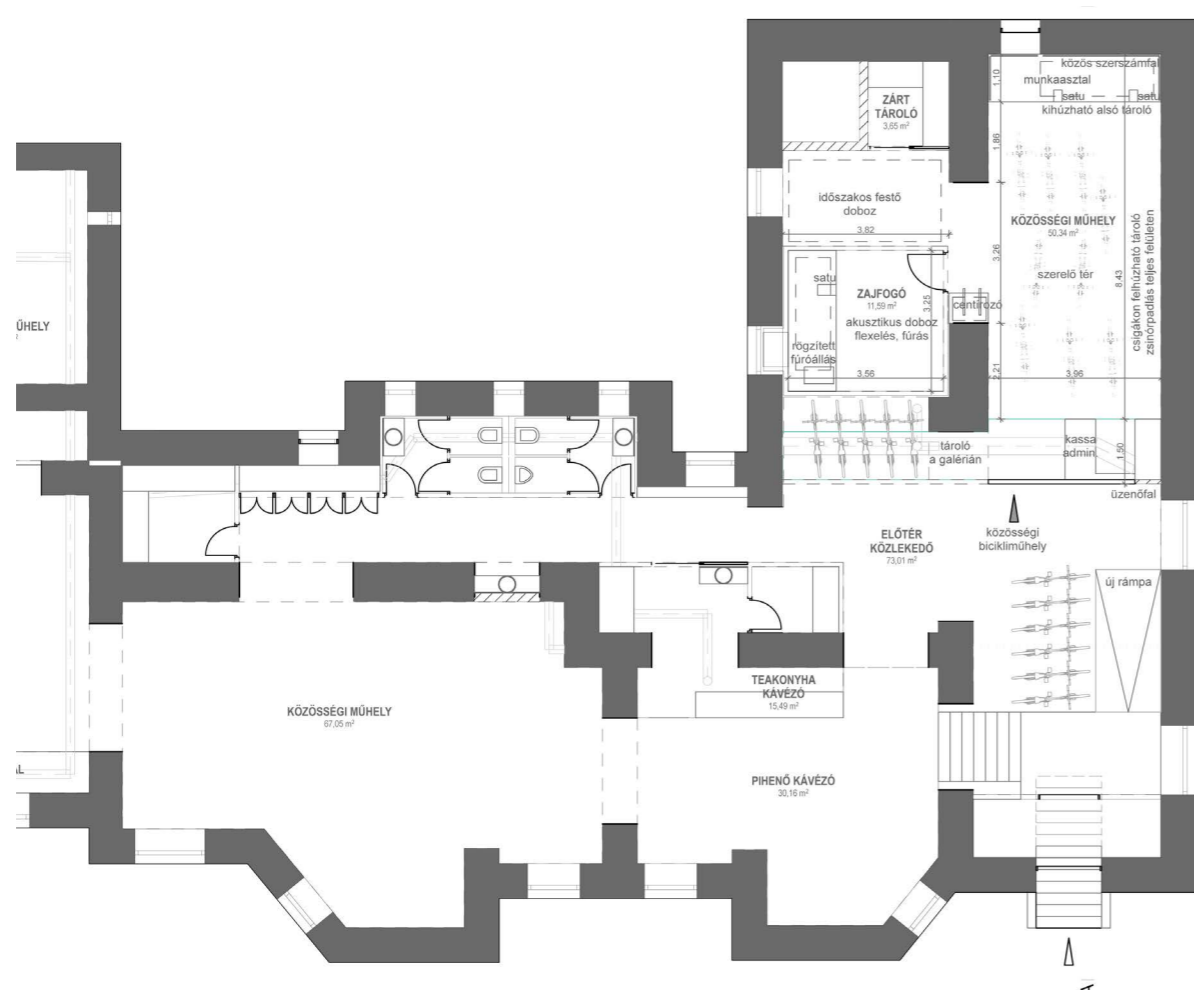 közös szerszámfal
munkaasztal
satu
satu
kihúzható alsó tároló
1,10
ZÁRT
TÁROLÓ
3,65 m²
1,86
időszakos festő
doboz
3,82
KÖZÖSSÉGI MŰHELY
50,34 m²
csigákon felhúzható tároló
zsinórpadlás teljes felületen
3,26
szerelő tér
8,43
satu
ZAJFOGÓ
11,59 m²
3,25
centírozó
akusztikus doboz
flexelés, fúrás
rögzített
fúróállás
3,56
2,21
3,96
ŰHELY
tároló
a galérián
kassa
admin.
1,50
üzenőfal
közösségi
bicikliműhely
ELŐTÉR
KÖZLEKEDŐ
73,01 m²
új rámpa
TEAKONYHA
KÁVÉZÓ
15,49 m²
KÖZÖSSÉGI MŰHELY
67,05 m²
PIHENŐ KÁVÉZÓ
30,16 m²
AL